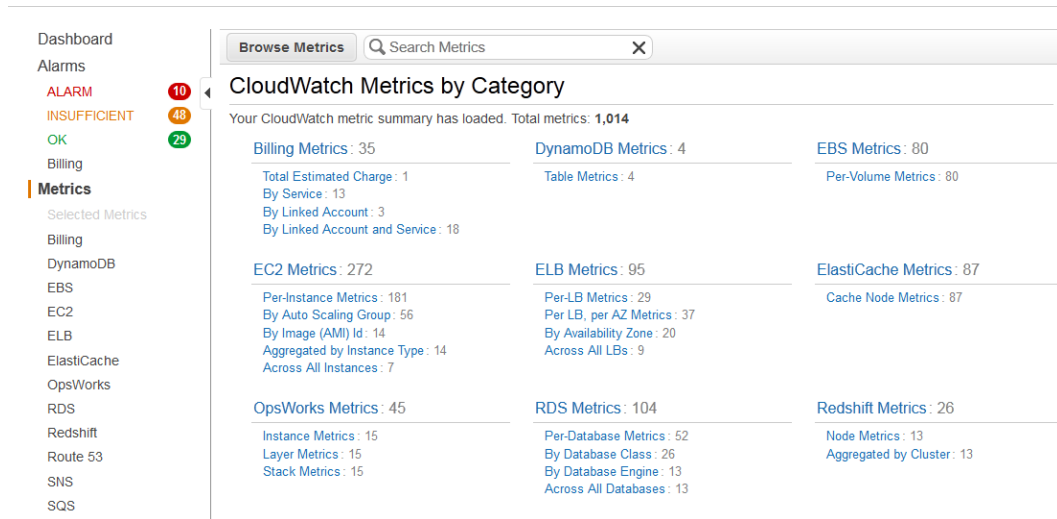 Dashboard
Alarms
ALARM 10
INSUFFICIENT 48
OK 29
Billing
Metrics
Selected Metrics
Billing
DynamoDB
EBS
EC2
ELB
ElastiCache
OpsWorks
RDS
Redshift
Route 53
SNS
SQS
Browse Metrics Search Metrics
CloudWatch Metrics by Category
Your CloudWatch metric summary has loaded. Total metrics: 1,014
Billing Metrics: 35
Total Estimated Charge: 1
By Service: 13
By Linked Account: 3
By Linked Account and Service: 18
DynamoDB Metrics: 4
Table Metrics: 4
EBS Metrics: 80
Per-Volume Metrics: 80
EC2 Metrics: 272
Per-Instance Metrics: 181
By Auto Scaling Group: 56
By Image (AMI) Id: 14
Aggregated by Instance Type: 14
Across All Instances: 7
ELB Metrics: 95
Per-LB Metrics: 29
Per LB, per AZ Metrics: 37
By Availability Zone: 20
Across All LBs: 9
ElastiCache Metrics: 87
Cache Node Metrics: 87
OpsWorks Metrics: 45
Instance Metrics: 15
Layer Metrics: 15
Stack Metrics: 15
RDS Metrics: 104
Per-Database Metrics: 52
By Database Class: 26
By Database Engine: 13
Across All Databases: 13
Redshift Metrics: 26
Node Metrics: 13
Aggregated by Cluster: 13